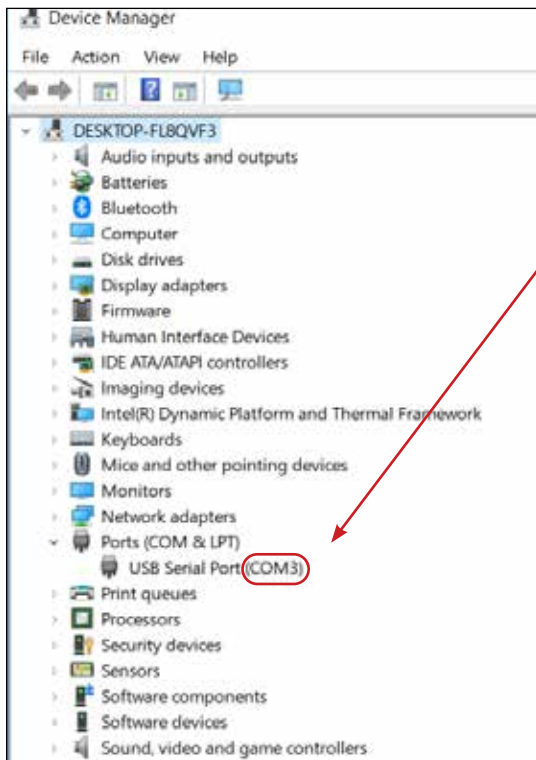 Device Manager
File Action View Help
DESKTOP-FL8QVF3
Audio inputs and outputs
Batteries
Bluetooth
Computer
Disk drives
Display adapters
Firmware
Human Interface Devices
IDE ATA/ATAPI controllers
Imaging devices
Intel(R) Dynamic Platform and Thermal Framework
Keyboards
Mice and other pointing devices
Monitors
Network adapters
Ports (COM & LPT)
USB Serial Port (COM3)
Print queues
Processors
Security devices
Sensors
Software components
Software devices
Sound, video and game controllers